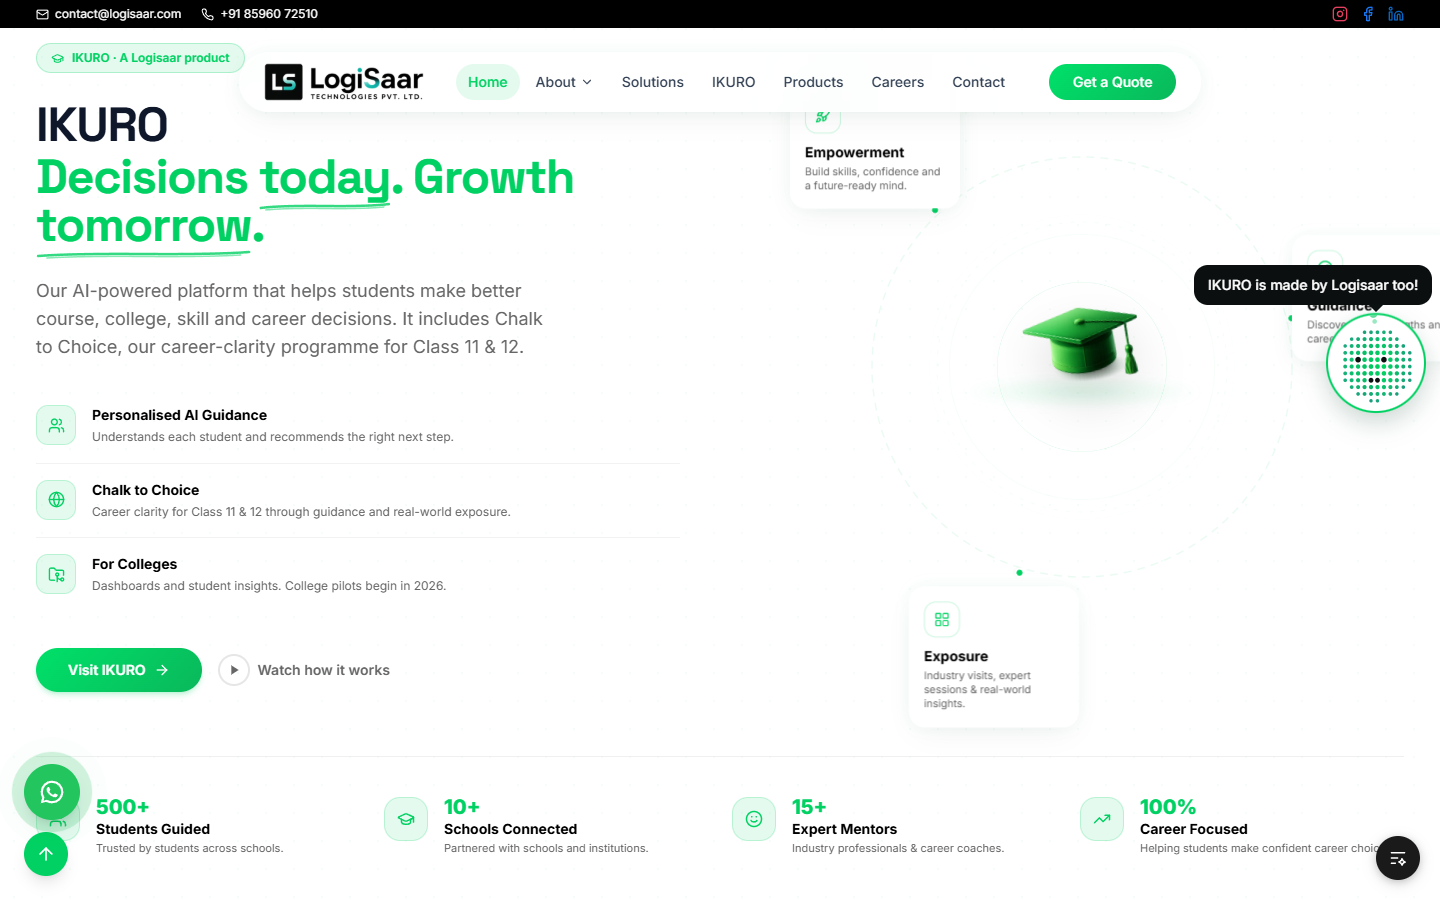 contact@logisaar.com
+91 85960 72510
IKURO · A Logisaar product
LS LogiSaar
TECHNOLOGIES PVT. LTD.
Home
About
Solutions
IKURO
Products
Careers
Contact
Get a Quote
IKURO
Decisions today. Growth
tomorrow.
Our AI-powered platform that helps students make better
course, college, skill and career decisions. It includes Chalk
to Choice, our career-clarity programme for Class 11 & 12.
Personalised AI Guidance
Understands each student and recommends the right next step.
Chalk to Choice
Career clarity for Class 11 & 12 through guidance and real-world exposure.
For Colleges
Dashboards and student insights. College pilots begin in 2026.
Visit IKURO
Watch how it works
Empowerment
Build skills, confidence and
a future-ready mind.
IKURO is made by Logisaar too!
Guidance
Exposure
Industry visits, expert
sessions & real-world
insights.
500+
Students Guided
Trusted by students across schools.
10+
Schools Connected
Partnered with schools and institutions.
15+
Expert Mentors
Industry professionals & career coaches.
100%
Career Focused
Helping students make confident career